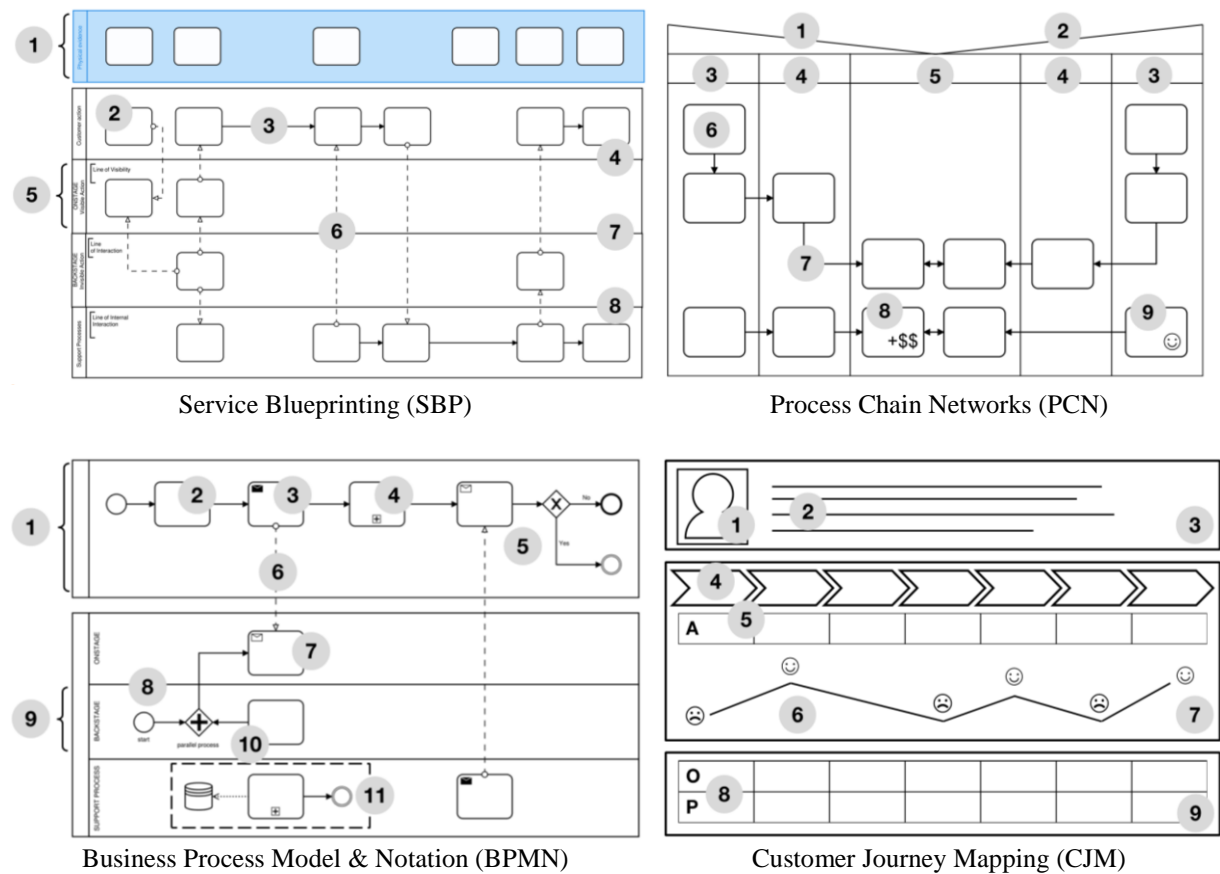 1
Physical evidence
2
3
4
Customer action
Line of Visibility
5
ONSTAGE
Visible Action
6
7
Line
of Interaction
BACKSTAGE
Invisible Action
8
Line of Internal
Interaction
Support Processes
Service Blueprinting (SBP)
1
2
3
4
5
4
3
6
7
8
+$$
9
Process Chain Networks (PCN)
1
2
3
4
X
No
5
Yes
6
ONSTAGE
7
8
9
BACKSTAGE
start
parallel process
10
SUPPORT PROCESS
11
Business Process Model & Notation (BPMN)
1
2
3
4
5
A
6
7
O
8
P
9
Customer Journey Mapping (CJM)